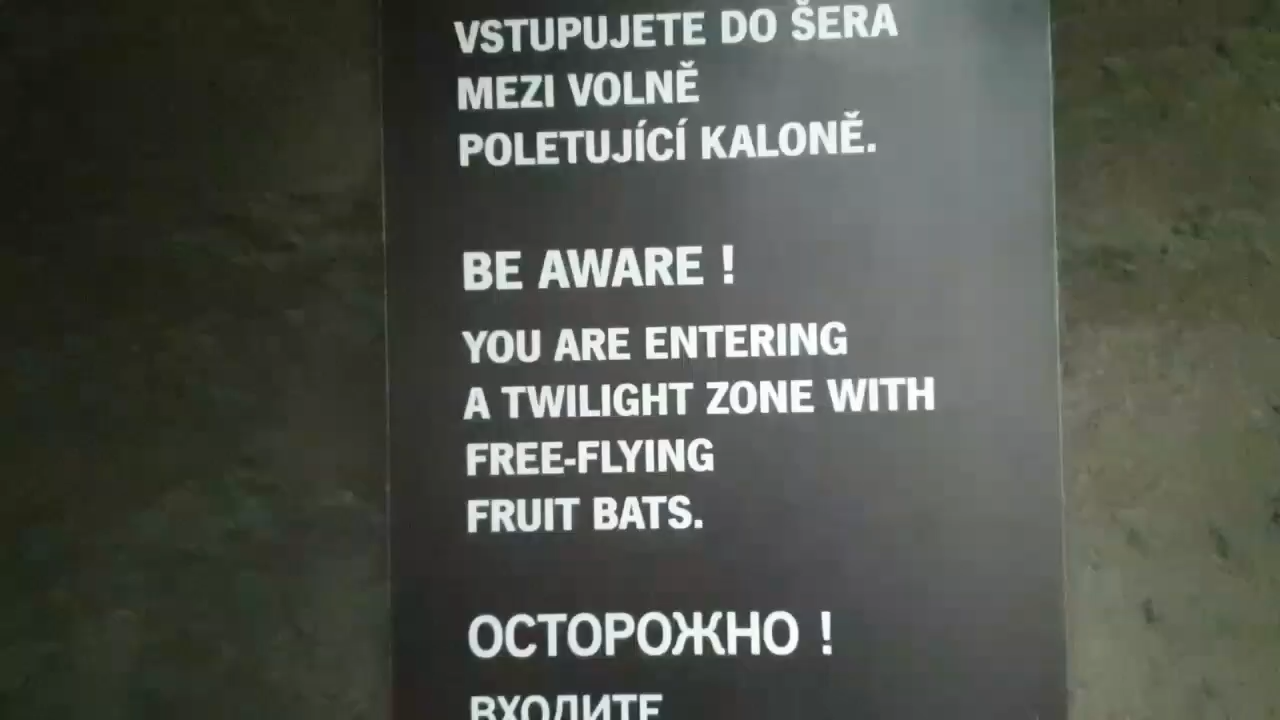 VSTUPUJETE DO ŠERA
MEZI VOLNĚ
POLETUJÍCÍ KALONĚ.
BE AWARE !
YOU ARE ENTERING
A TWILIGHT ZONE WITH
FREE-FLYING
FRUIT BATS.
ОСТОРОЖНО !
ВХОДИТЕ